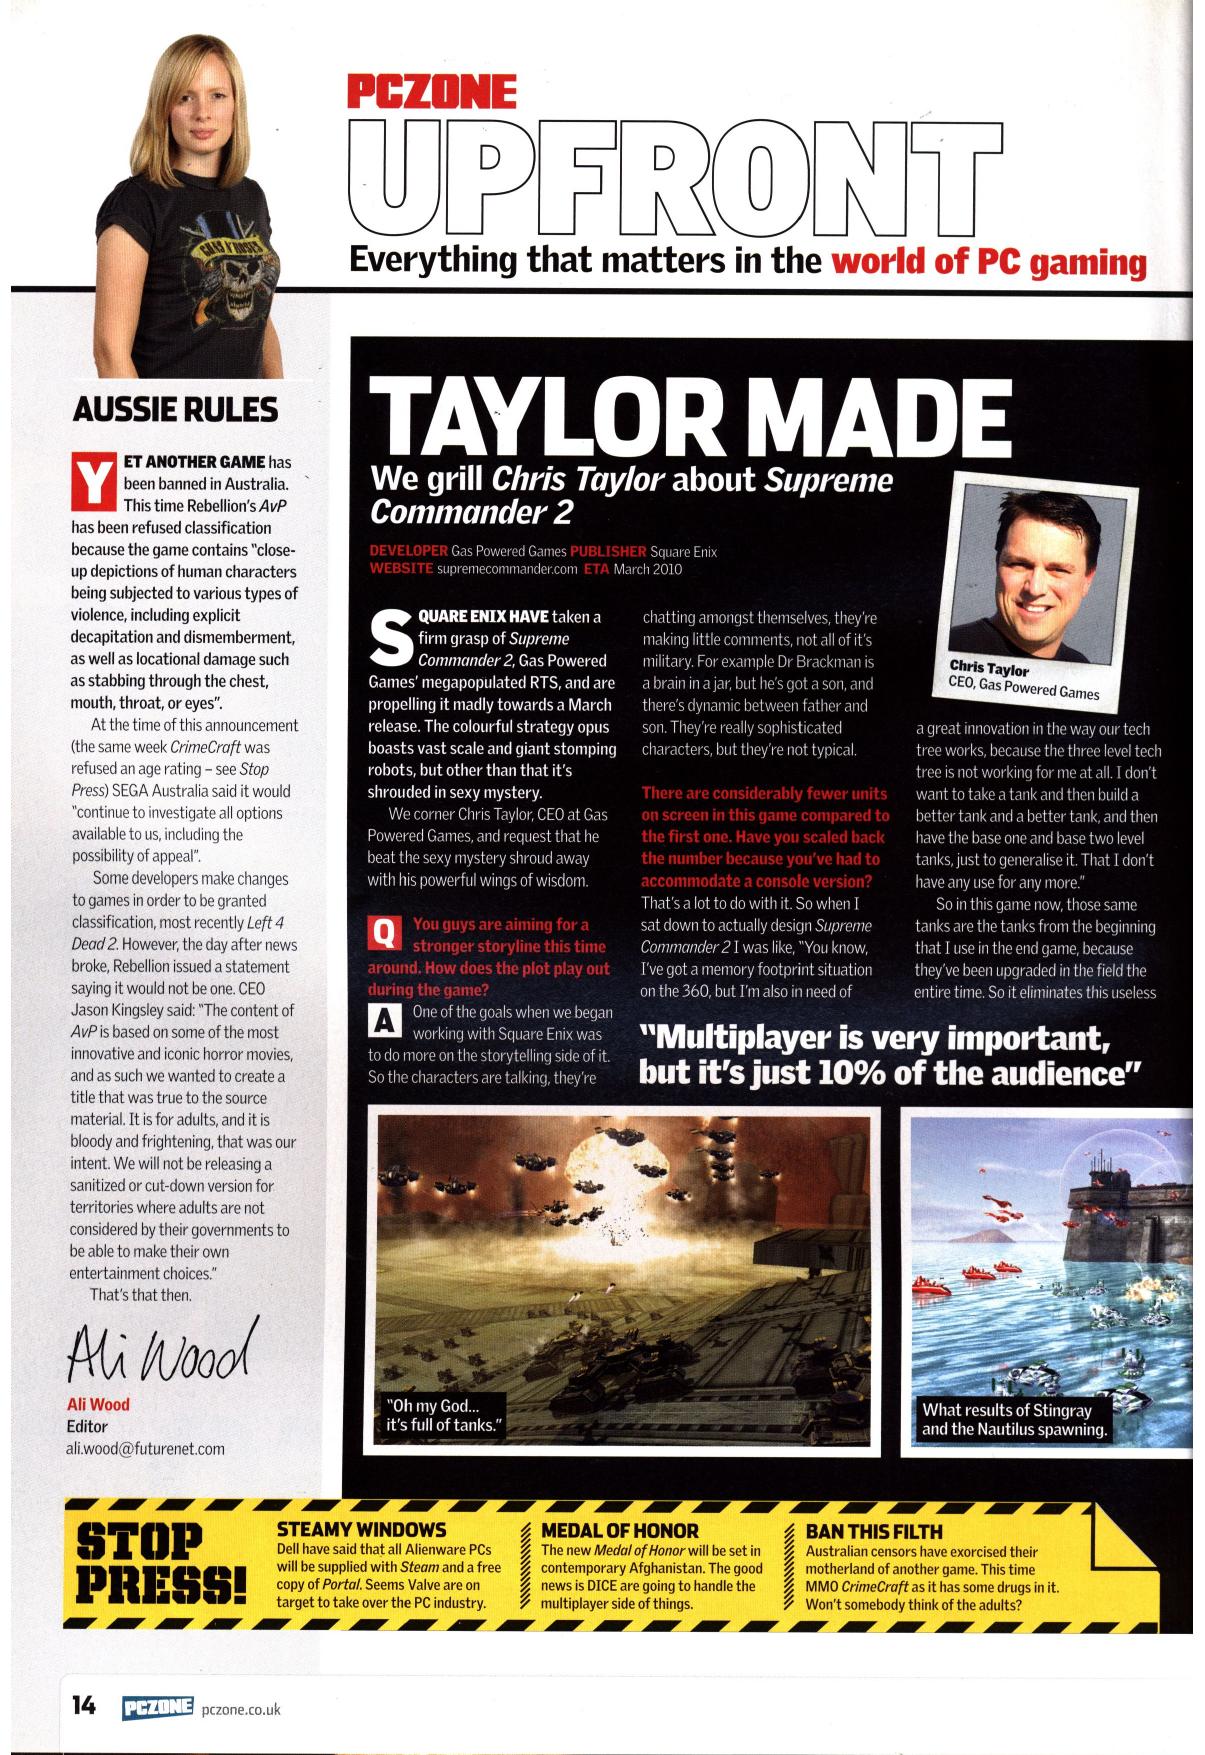 PCZONE
UPFRONT
Everything that matters in the world of PC gaming
GUNS N' ROSES
AUSSIE RULES
YET ANOTHER GAME has
been banned in Australia.
This time Rebellion's AvP
has been refused classification
because the game contains "close-
up depictions of human characters
being subjected to various types of
violence, including explicit
decapitation and dismemberment,
as well as locational damage such
as stabbing through the chest,
mouth, throat, or eyes".
At the time of this announcement
(the same week CrimeCraft was
refused an age rating – see Stop
Press) SEGA Australia said it would
"continue to investigate all options
available to us, including the
possibility of appeal".
Some developers make changes
to games in order to be granted
classification, most recently Left 4
Dead 2. However, the day after news
broke, Rebellion issued a statement
saying it would not be one. CEO
Jason Kingsley said: "The content of
AvP is based on some of the most
innovative and iconic horror movies,
and as such we wanted to create a
title that was true to the source
material. It is for adults, and it is
bloody and frightening, that was our
intent. We will not be releasing a
sanitized or cut-down version for
territories where adults are not
considered by their governments to
be able to make their own
entertainment choices."
That's that then.
Ali Wood
Ali Wood
Editor
ali.wood@futurenet.com
TAYLOR MADE
We grill Chris Taylor about Supreme
Commander 2
DEVELOPER Gas Powered Games PUBLISHER Square Enix
WEBSITE supremecommander.com ETA March 2010
Chris Taylor
CEO, Gas Powered Games
SQUARE ENIX HAVE taken a
firm grasp of Supreme
Commander 2, Gas Powered
Games' megapopulated RTS, and are
propelling it madly towards a March
release. The colourful strategy opus
boasts vast scale and giant stomping
robots, but other than that it's
shrouded in sexy mystery.
We corner Chris Taylor, CEO at Gas
Powered Games, and request that he
beat the sexy mystery shroud away
with his powerful wings of wisdom.
Q You guys are aiming for a
stronger storyline this time
around. How does the plot play out
during the game?
A One of the goals when we began
working with Square Enix was
to do more on the storytelling side of it.
So the characters are talking, they're
chatting amongst themselves, they're
making little comments, not all of it's
military. For example Dr Brackman is
a brain in a jar, but he's got a son, and
there's dynamic between father and
son. They're really sophisticated
characters, but they're not typical.
There are considerably fewer units
on screen in this game compared to
the first one. Have you scaled back
the number because you've had to
accommodate a console version?
That's a lot to do with it. So when I
sat down to actually design Supreme
Commander 2 I was like, "You know,
I've got a memory footprint situation
on the 360, but I'm also in need of
a great innovation in the way our tech
tree works, because the three level tech
tree is not working for me at all. I don't
want to take a tank and then build a
better tank and a better tank, and then
have the base one and base two level
tanks, just to generalise it. That I don't
have any use for any more."
So in this game now, those same
tanks are the tanks from the beginning
that I use in the end game, because
they've been upgraded in the field the
entire time. So it eliminates this useless
"Multiplayer is very important,
but it's just 10% of the audience"
"Oh my God...
it's full of tanks."
What results of Stingray
and the Nautilus spawning.
STOP
PRESS!
STEAMY WINDOWS
Dell have said that all Alienware PCs
will be supplied with Steam and a free
copy of Portal. Seems Valve are on
target to take over the PC industry.
MEDAL OF HONOR
The new Medal of Honor will be set in
contemporary Afghanistan. The good
news is DICE are going to handle the
multiplayer side of things.
BAN THIS FILTH
Australian censors have exorcised their
motherland of another game. This time
MMO CrimeCraft as it has some drugs in it.
Won't somebody think of the adults?
14 PCZONE pczone.co.uk